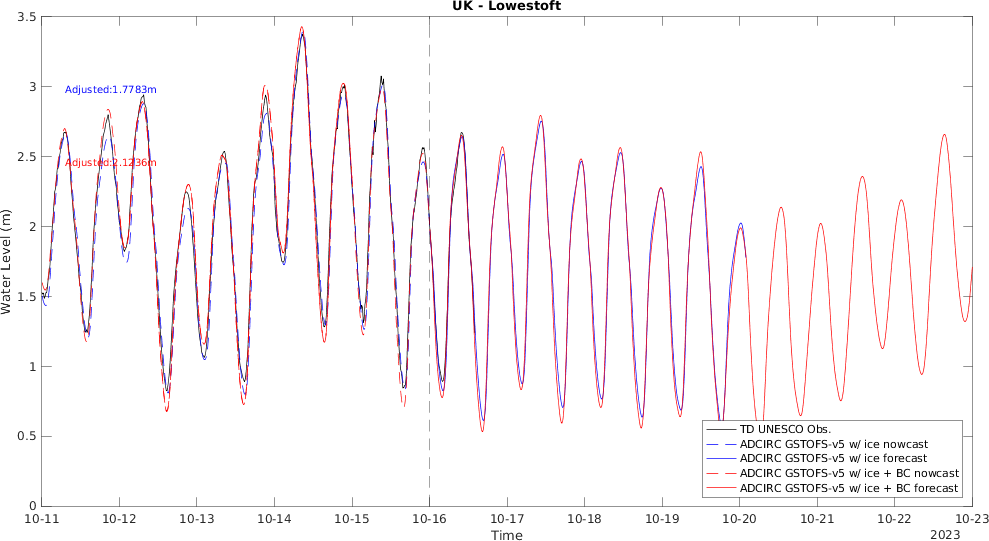 UK - Lowestoft
3.5
3
2.5
2
1.5
1
0.5
0
Water Level (m)
Adjusted:1.7783m
Adjusted:2.1236m
TD UNESCO Obs.
ADCIRC GSTOFS-v5 w/ ice nowcast
ADCIRC GSTOFS-v5 w/ ice forecast
ADCIRC GSTOFS-v5 w/ ice + BC nowcast
ADCIRC GSTOFS-v5 w/ ice + BC forecast
10-11 10-12 10-13 10-14 10-15 10-16 10-17 10-18 10-19 10-20 10-21 10-22 10-23
Time
2023